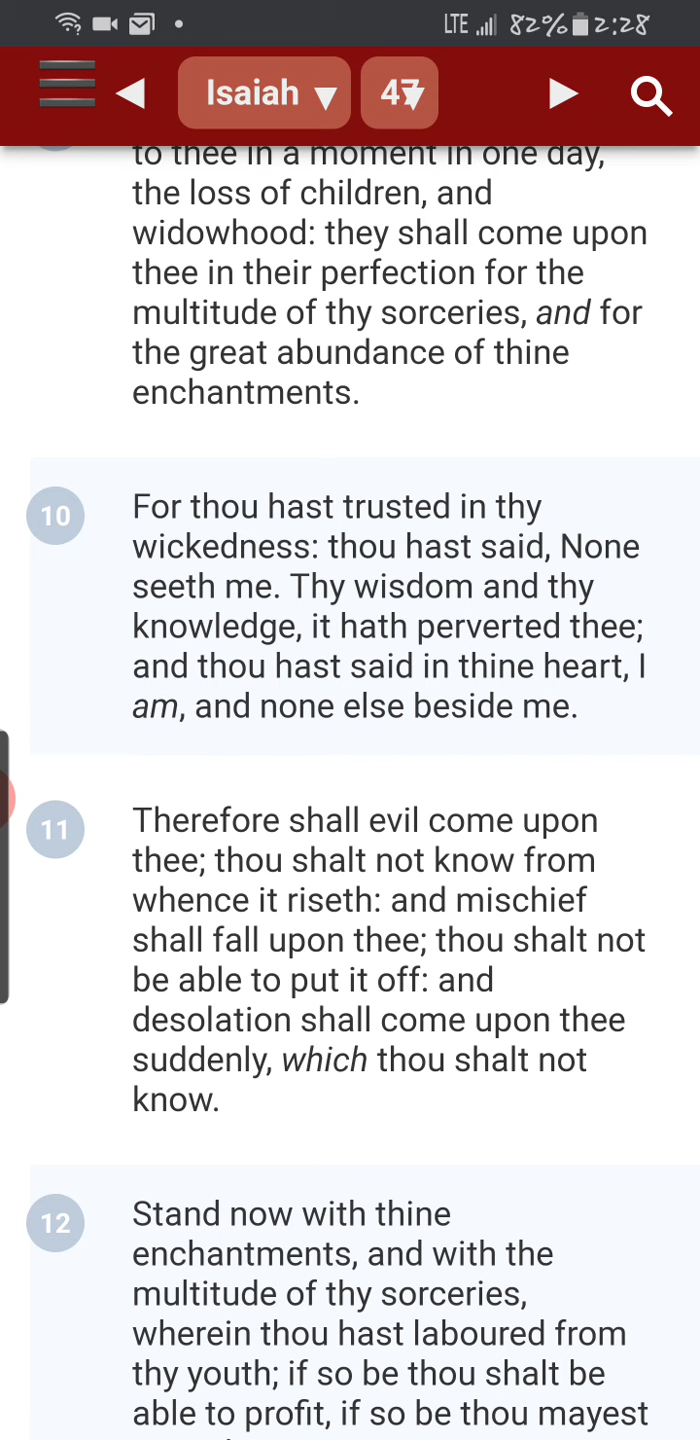 LTE 82% 2:28
Isaiah 47
to thee in a moment in one day,
the loss of children, and
widowhood: they shall come upon
thee in their perfection for the
multitude of thy sorceries, and for
the great abundance of thine
enchantments.
10 For thou hast trusted in thy
wickedness: thou hast said, None
seeth me. Thy wisdom and thy
knowledge, it hath perverted thee;
and thou hast said in thine heart, I
am, and none else beside me.
11 Therefore shall evil come upon
thee; thou shalt not know from
whence it riseth: and mischief
shall fall upon thee; thou shalt not
be able to put it off: and
desolation shall come upon thee
suddenly, which thou shalt not
know.
12 Stand now with thine
enchantments, and with the
multitude of thy sorceries,
wherein thou hast laboured from
thy youth; if so be thou shalt be
able to profit, if so be thou mayest